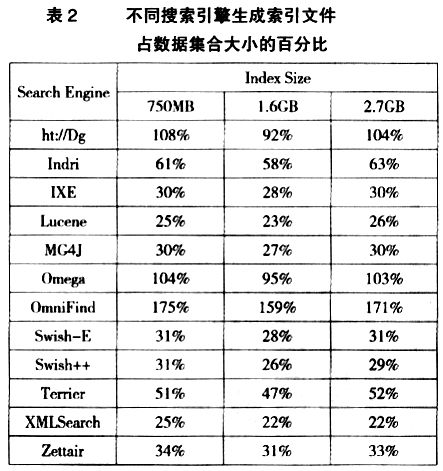 表2 不同搜索引擎生成索引文件
占数据集合大小的百分比
Search Engine Index Size
750MB 1.6GB 2.7GB
ht://Dg 108% 92% 104%
Indri 61% 58% 63%
IXE 30% 28% 30%
Lucene 25% 23% 26%
MG4J 30% 27% 30%
Omega 104% 95% 103%
OmniFind 175% 159% 171%
Swish-E 31% 28% 31%
Swish++ 31% 26% 29%
Terrier 51% 47% 52%
XMLSearch 25% 22% 22%
Zettair 34% 31% 33%